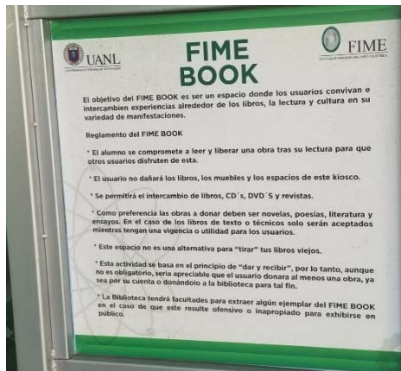 UANL
FIME
BOOK
FIME
El objetivo del FIME BOOK es ser un espacio donde los usuarios convivan e
intercambien experiencias alrededor de los libros, la lectura y cultura en su
variedad de manifestaciones.
Reglamento del FIME BOOK
* El alumno se compromete a leer y liberar una obra tras su lectura para que
otros usuarios disfruten de esta.
* El usuario no dañará los libros, los muebles y los espacios de este kiosco.
* Se permitirá el intercambio de libros, CD´s, DVD´S y revistas.
* Como preferencia las obras a donar deben ser novelas, poesías, literatura y
ensayos. En el caso de los libros de texto o técnicos solo serán aceptados
mientras tengan una vigencia o utilidad para los usuarios.
* Este espacio no es una alternativa para "tirar" tus libros viejos.
* Esta actividad se basa en el principio de "dar y recibir", por lo tanto, aunque
no es obligatorio, sería apreciable que el usuario donara al menos una obra, ya
sea por su cuenta o donándolo a la biblioteca para tal fin.
* La Biblioteca tendrá facultades para extraer algún ejemplar del FIME BOOK
en el caso de que este resulte ofensivo o inapropiado para exhibirse en
público.